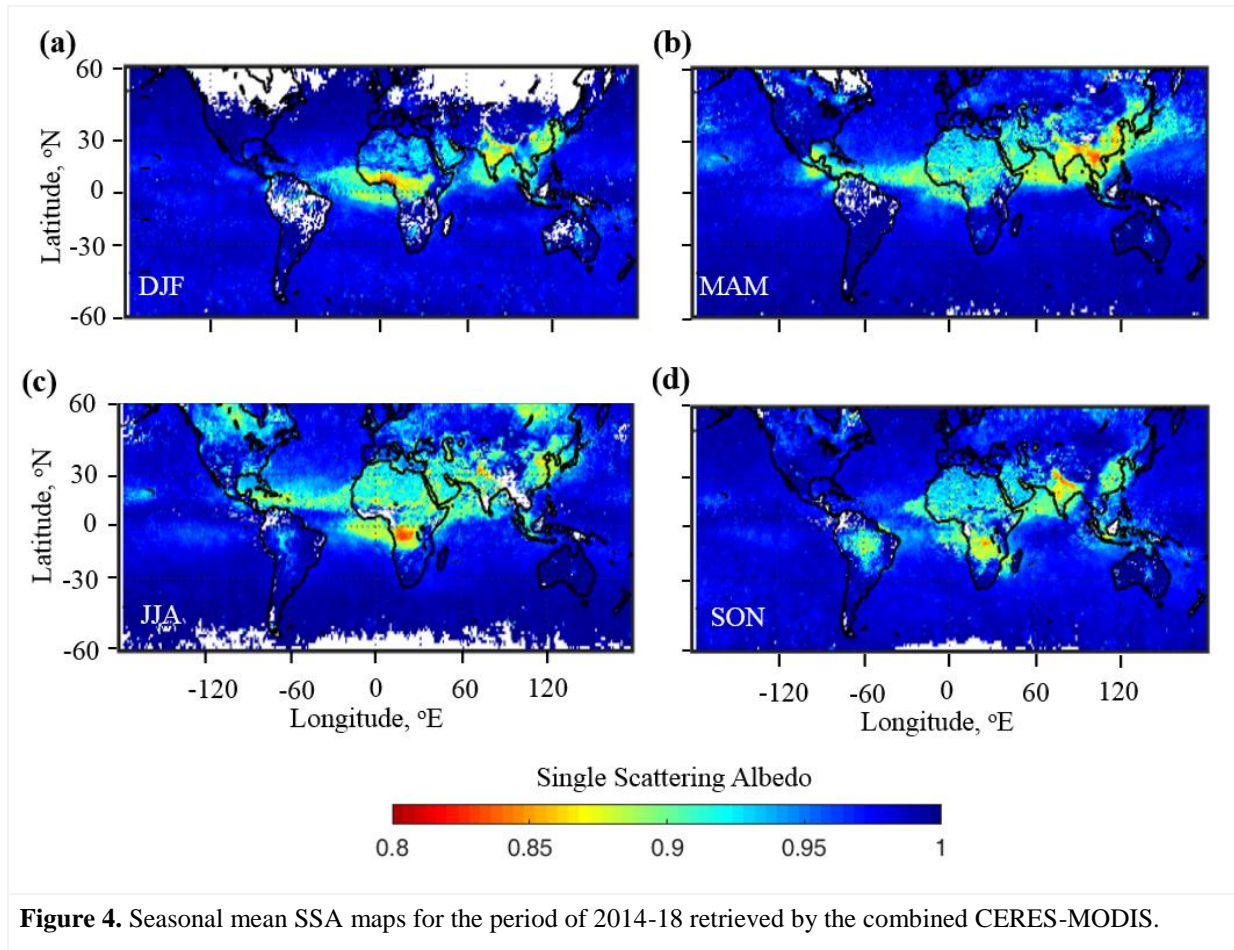 (a)
(b)
60
30
0
-30
-60
Latitude, °N
DJF
MAM
(c)
(d)
60
30
0
-30
-60
Latitude, °N
JJA
SON
-120 -60 0 60 120
Longitude, °E
-120 -60 0 60 120
Longitude, °E
Single Scattering Albedo
0.8 0.85 0.9 0.95 1
Figure 4. Seasonal mean SSA maps for the period of 2014-18 retrieved by the combined CERES-MODIS.